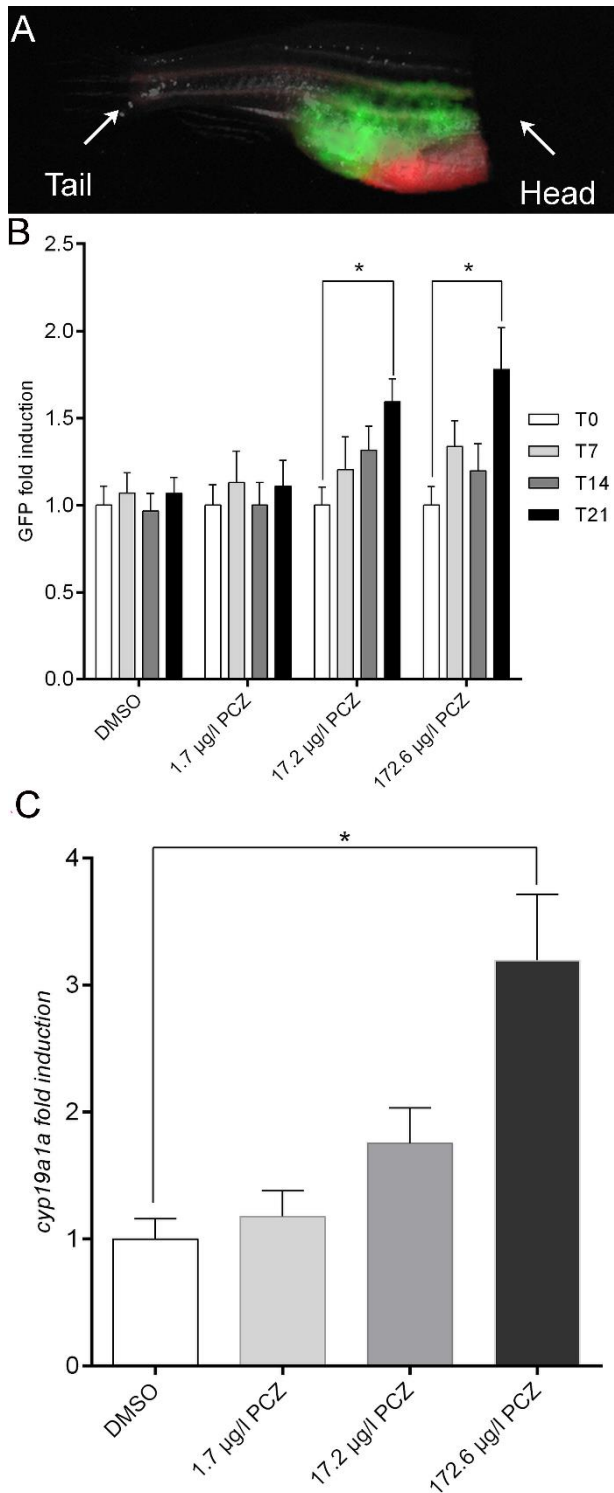 A
Tail
Head
B
GFP fold induction
2.5
2.0
1.5
1.0
0.5
0.0
*
*
T0
T7
T14
T21
DMSO
1.7 µg/l PCZ
17.2 µg/l PCZ
172.6 µg/l PCZ
C
cyp19a1a fold induction
4
3
2
1
0
*
DMSO
1.7 µg/l PCZ
17.2 µg/l PCZ
172.6 µg/l PCZ